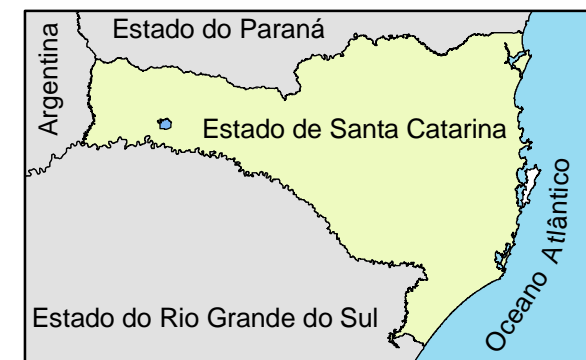 Estado do Paraná
Argentina
Estado de Santa Catarina
Oceano Atlântico
Estado do Rio Grande do Sul